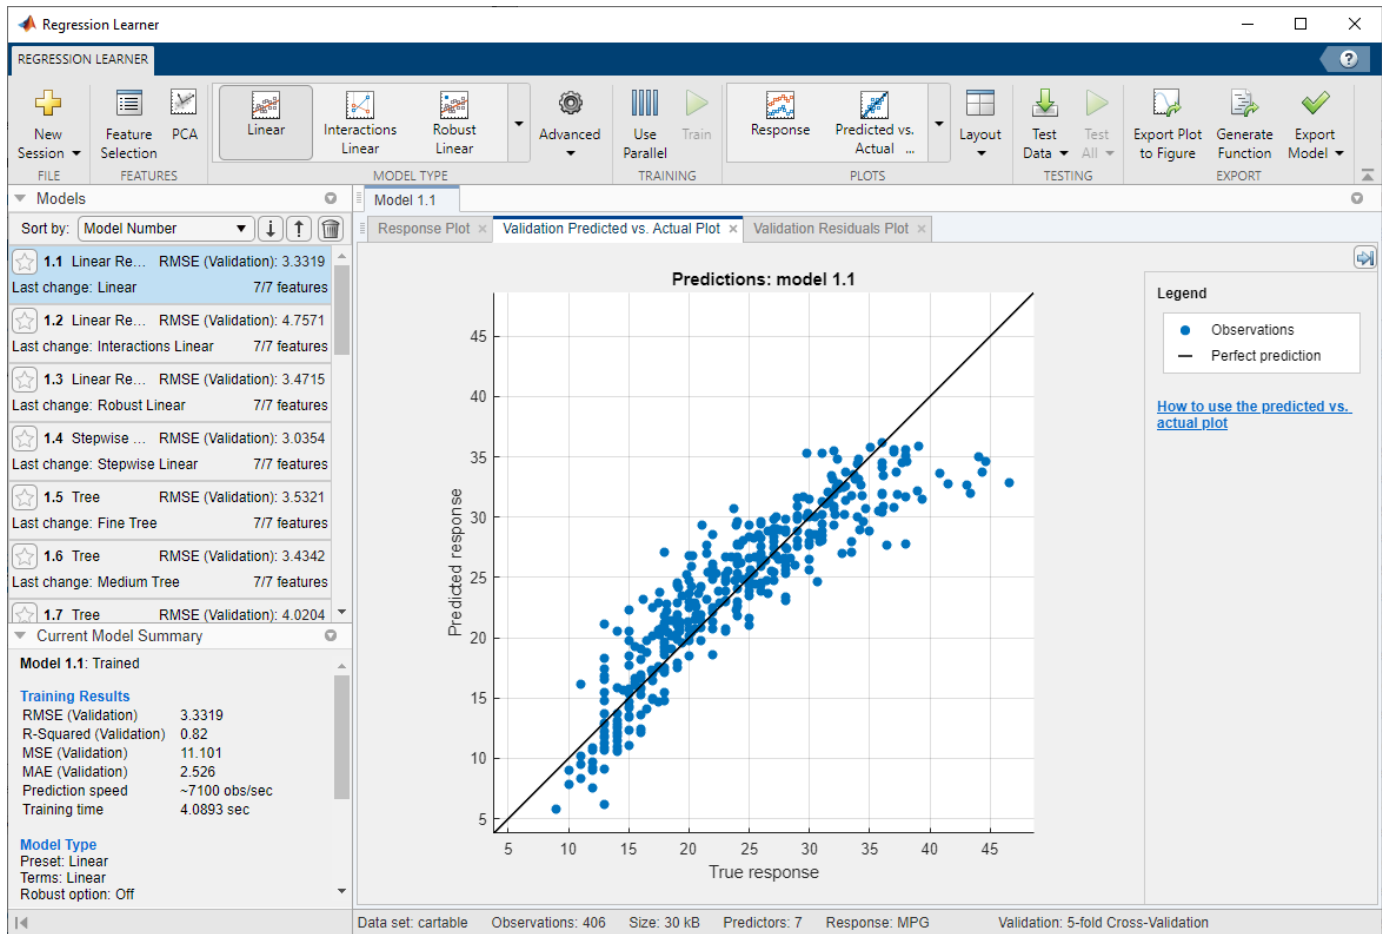 Regression Learner
REGRESSION LEARNER
?
New Session
Feature Selection
PCA
Linear
Interactions Linear
Robust Linear
Advanced
Use Parallel
Train
Response
Predicted vs. Actual ...
Layout
Test Data
Test All
Export Plot to Figure
Generate Function
Export Model
FILE
FEATURES
MODEL TYPE
TRAINING
PLOTS
TESTING
EXPORT
Models
Sort by: Model Number
1.1 Linear Re... RMSE (Validation): 3.3319
Last change: Linear 7/7 features
1.2 Linear Re... RMSE (Validation): 4.7571
Last change: Interactions Linear 7/7 features
1.3 Linear Re... RMSE (Validation): 3.4715
Last change: Robust Linear 7/7 features
1.4 Stepwise ... RMSE (Validation): 3.0354
Last change: Stepwise Linear 7/7 features
1.5 Tree RMSE (Validation): 3.5321
Last change: Fine Tree 7/7 features
1.6 Tree RMSE (Validation): 3.4342
Last change: Medium Tree 7/7 features
1.7 Tree RMSE (Validation): 4.0204
Current Model Summary
Model 1.1: Trained
Training Results
RMSE (Validation) 3.3319
R-Squared (Validation) 0.82
MSE (Validation) 11.101
MAE (Validation) 2.526
Prediction speed ~7100 obs/sec
Training time 4.0893 sec
Model Type
Preset: Linear
Terms: Linear
Robust option: Off
Model 1.1
Response Plot
Validation Predicted vs. Actual Plot
Validation Residuals Plot
Predictions: model 1.1
Predicted response
45
40
35
30
25
20
15
10
5
5 10 15 20 25 30 35 40 45
True response
Legend
Observations
Perfect prediction
How to use the predicted vs.
actual plot
Data set: cartable Observations: 406 Size: 30 kB Predictors: 7 Response: MPG Validation: 5-fold Cross-Validation